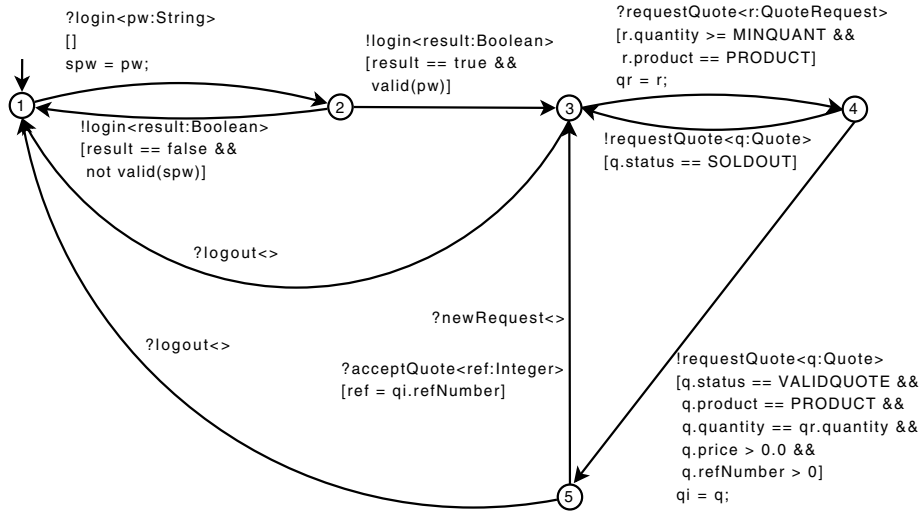 ?login<pw:String>
[]
spw = pw;
!login<result:Boolean>
[result == true &&
valid(pw)]
?requestQuote<r:QuoteRequest>
[r.quantity >= MINQUANT &&
r.product == PRODUCT]
qr = r;
1
2
3
4
!login<result:Boolean>
[result == false &&
not valid(spw)]
!requestQuote<q:Quote>
[q.status == SOLDOUT]
?logout<>
?newRequest<>
?logout<>
?acceptQuote<ref:Integer>
[ref = qi.refNumber]
!requestQuote<q:Quote>
[q.status == VALIDQUOTE &&
q.product == PRODUCT &&
q.quantity == qr.quantity &&
q.price > 0.0 &&
q.refNumber > 0]
qi = q;
5